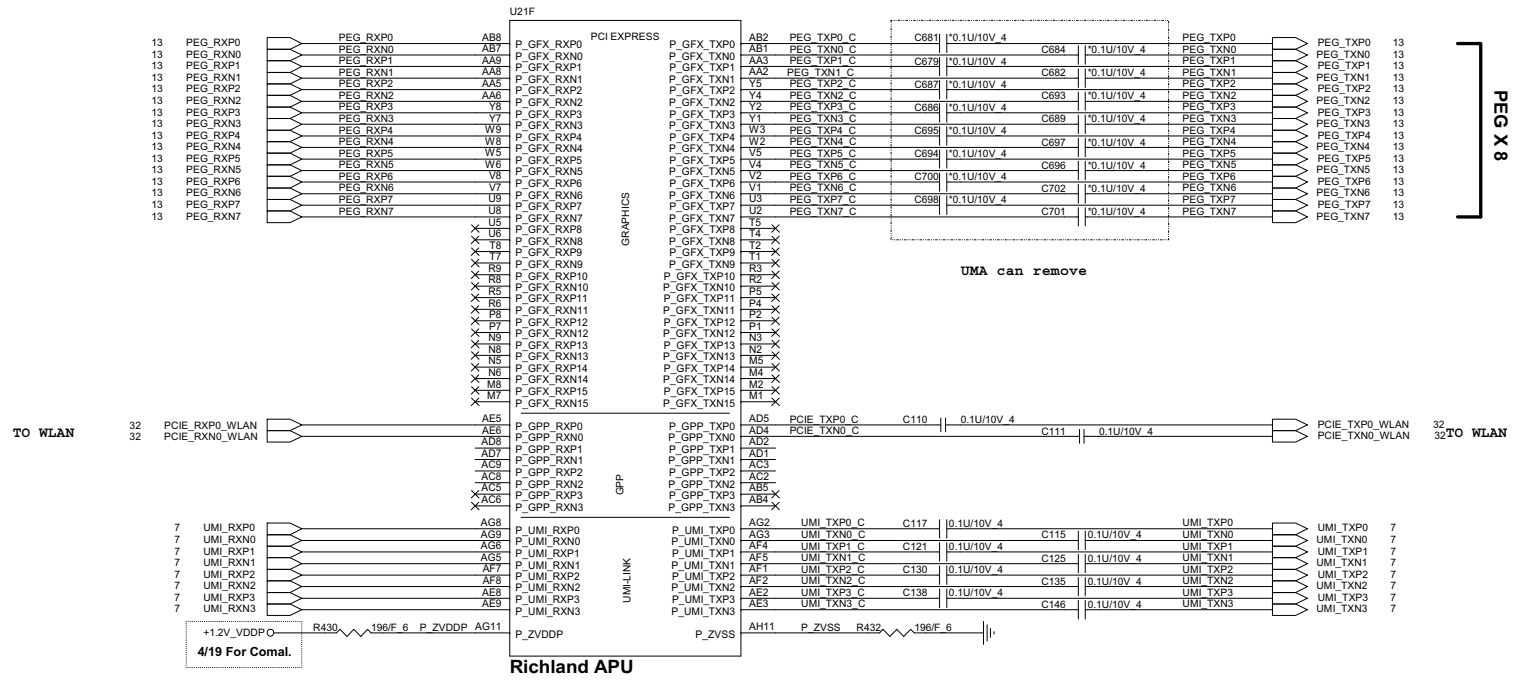 U21F
PCI EXPRESS
13 PEG_RXP0 PEG_RXP0 AB8 P_GFX_RXP0 P_GFX_TXP0 AB2 PEG_TXP0_C C681 *0.1U/10V_4 PEG_TXP0 PEG_TXP0 13
13 PEG_RXN0 PEG_RXN0 AB7 P_GFX_RXN0 P_GFX_TXN0 AB1 PEG_TXN0_C C684 *0.1U/10V_4 PEG_TXN0 PEG_TXN0 13
13 PEG_RXP1 PEG_RXP1 AA9 P_GFX_RXP1 P_GFX_TXP1 AA3 PEG_TXP1_C C679 *0.1U/10V_4 PEG_TXP1 PEG_TXP1 13
13 PEG_RXN1 PEG_RXN1 AA8 P_GFX_RXN1 P_GFX_TXN1 AA2 PEG_TXN1_C C682 *0.1U/10V_4 PEG_TXN1 PEG_TXN1 13
13 PEG_RXP2 PEG_RXP2 AA5 P_GFX_RXP2 P_GFX_TXP2 Y5 PEG_TXP2_C C687 *0.1U/10V_4 PEG_TXP2 PEG_TXP2 13
13 PEG_RXN2 PEG_RXN2 AA6 P_GFX_RXN2 P_GFX_TXN2 Y4 PEG_TXN2_C C693 *0.1U/10V_4 PEG_TXN2 PEG_TXN2 13
13 PEG_RXP3 PEG_RXP3 Y8 P_GFX_RXP3 P_GFX_TXP3 Y2 PEG_TXP3_C C686 *0.1U/10V_4 PEG_TXP3 PEG_TXP3 13
13 PEG_RXN3 PEG_RXN3 Y7 P_GFX_RXN3 P_GFX_TXN3 Y1 PEG_TXN3_C C689 *0.1U/10V_4 PEG_TXN3 PEG_TXN3 13
13 PEG_RXP4 PEG_RXP4 W9 P_GFX_RXP4 P_GFX_TXP4 W3 PEG_TXP4_C C695 *0.1U/10V_4 PEG_TXP4 PEG_TXP4 13
13 PEG_RXN4 PEG_RXN4 W8 P_GFX_RXN4 P_GFX_TXN4 W2 PEG_TXN4_C C697 *0.1U/10V_4 PEG_TXN4 PEG_TXN4 13
13 PEG_RXP5 PEG_RXP5 W5 P_GFX_RXP5 P_GFX_TXP5 V5 PEG_TXP5_C C694 *0.1U/10V_4 PEG_TXP5 PEG_TXP5 13
13 PEG_RXN5 PEG_RXN5 W6 P_GFX_RXN5 P_GFX_TXN5 V4 PEG_TXN5_C C696 *0.1U/10V_4 PEG_TXN5 PEG_TXN5 13
13 PEG_RXP6 PEG_RXP6 V8 P_GFX_RXP6 P_GFX_TXP6 V2 PEG_TXP6_C C700 *0.1U/10V_4 PEG_TXP6 PEG_TXP6 13
13 PEG_RXN6 PEG_RXN6 V7 P_GFX_RXN6 P_GFX_TXN6 V1 PEG_TXN6_C C702 *0.1U/10V_4 PEG_TXN6 PEG_TXN6 13
13 PEG_RXP7 PEG_RXP7 U9 P_GFX_RXP7 P_GFX_TXP7 U3 PEG_TXP7_C C698 *0.1U/10V_4 PEG_TXP7 PEG_TXP7 13
13 PEG_RXN7 PEG_RXN7 U8 P_GFX_RXN7 P_GFX_TXN7 U2 PEG_TXN7_C C701 *0.1U/10V_4 PEG_TXN7 PEG_TXN7 13
PEG X 8
GRAPHICS
U5 P_GFX_RXP8 P_GFX_TXP8 T5
U6 P_GFX_RXN8 P_GFX_TXN8 T4
T8 P_GFX_RXP9 P_GFX_TXP9 T2
T7 P_GFX_RXN9 P_GFX_TXN9 T1
R9 P_GFX_RXP10 P_GFX_TXP10 R3
R8 P_GFX_RXN10 P_GFX_TXN10 R2
R5 P_GFX_RXP11 P_GFX_TXP11 P5
R6 P_GFX_RXN11 P_GFX_TXN11 P4
P8 P_GFX_RXP12 P_GFX_TXP12 P2
P7 P_GFX_RXN12 P_GFX_TXN12 P1
N9 P_GFX_RXP13 P_GFX_TXP13 N3
N8 P_GFX_RXN13 P_GFX_TXN13 N2
N5 P_GFX_RXP14 P_GFX_TXP14 M5
N6 P_GFX_RXN14 P_GFX_TXN14 M4
M8 P_GFX_RXP15 P_GFX_TXP15 M2
M7 P_GFX_RXN15 P_GFX_TXN15 M1
UMA can remove
TO WLAN
32 PCIE_RXP0_WLAN AE5 P_GPP_RXP0 P_GPP_TXP0 AD5 PCIE_TXP0_C C110 0.1U/10V_4 PCIE_TXP0_WLAN 32
32 PCIE_RXN0_WLAN AE6 P_GPP_RXN0 P_GPP_TXN0 AD4 PCIE_TXN0_C C111 0.1U/10V_4 PCIE_TXN0_WLAN 32
TO WLAN
AD8 P_GPP_RXP1 P_GPP_TXP1 AD2
AD7 P_GPP_RXN1 P_GPP_TXN1 AD1
AC9 P_GPP_RXP2 P_GPP_TXP2 AC3
AC8 P_GPP_RXN2 P_GPP_TXN2 AC2
AC5 P_GPP_RXP3 P_GPP_TXP3 AB5
AC6 P_GPP_RXN3 P_GPP_TXN3 AB4
GPP
7 UMI_RXP0 AG8 P_UMI_RXP0 P_UMI_TXP0 AG2 UMI_TXP0_C C117 0.1U/10V_4 UMI_TXP0 UMI_TXP0 7
7 UMI_RXN0 AG9 P_UMI_RXN0 P_UMI_TXN0 AG3 UMI_TXN0_C C115 0.1U/10V_4 UMI_TXN0 UMI_TXN0 7
7 UMI_RXP1 AG6 P_UMI_RXP1 P_UMI_TXP1 AF4 UMI_TXP1_C C121 0.1U/10V_4 UMI_TXP1 UMI_TXP1 7
7 UMI_RXN1 AG5 P_UMI_RXN1 P_UMI_TXN1 AF5 UMI_TXN1_C C125 0.1U/10V_4 UMI_TXN1 UMI_TXN1 7
7 UMI_RXP2 AF7 P_UMI_RXP2 P_UMI_TXP2 AF1 UMI_TXP2_C C130 0.1U/10V_4 UMI_TXP2 UMI_TXP2 7
7 UMI_RXN2 AF8 P_UMI_RXN2 P_UMI_TXN2 AF2 UMI_TXN2_C C135 0.1U/10V_4 UMI_TXN2 UMI_TXN2 7
7 UMI_RXP3 AE8 P_UMI_RXP3 P_UMI_TXP3 AE2 UMI_TXP3_C C138 0.1U/10V_4 UMI_TXP3 UMI_TXP3 7
7 UMI_RXN3 AE9 P_UMI_RXN3 P_UMI_TXN3 AE3 UMI_TXN3_C C146 0.1U/10V_4 UMI_TXN3 UMI_TXN3 7
UMI-LINK
+1.2V_VDDP R430 196/F_6 P_ZVDDP AG11 P_ZVDDP P_ZVSS AH11 P_ZVSS R432 196/F_6
4/19 For Comal.
Richland APU